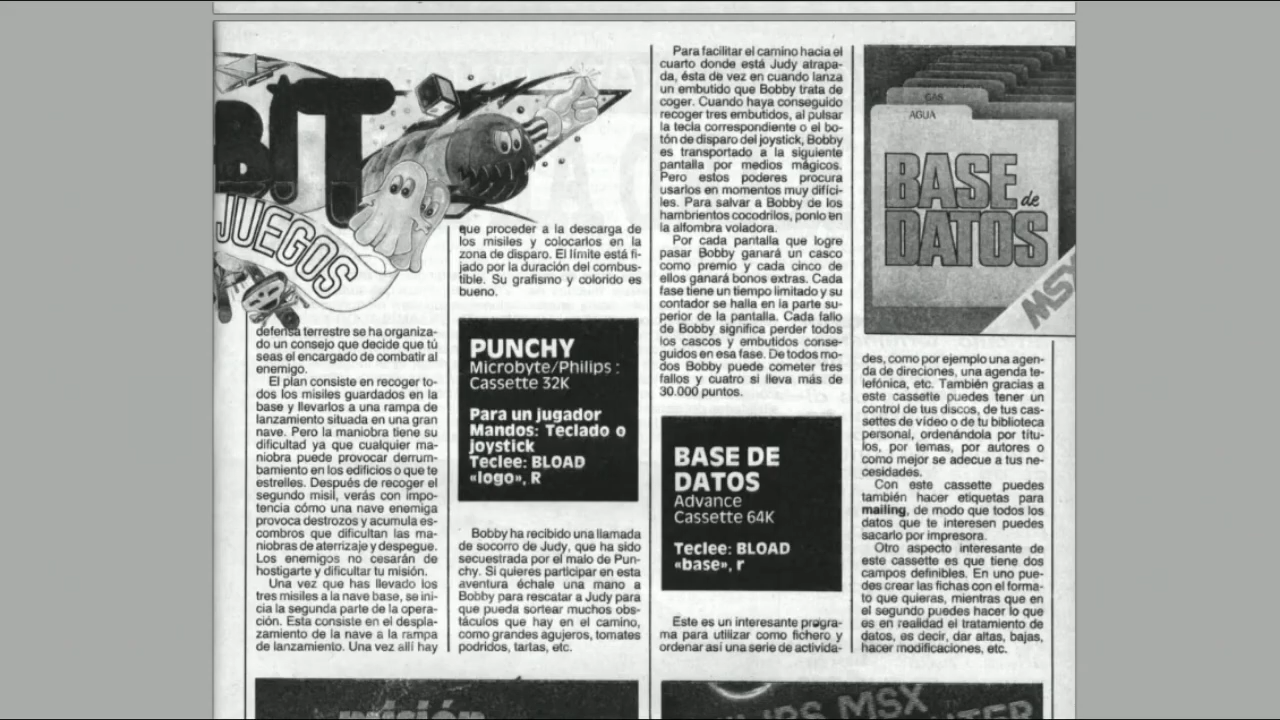 BIT
JUEGOS
defensa terrestre se ha organiza-
do un consejo que decide que tú
seas el encargado de combatir al
enemigo.
El plan consiste en recoger to-
dos los misiles guardados en la
base y llevarlos a una rampa de
lanzamiento situada en una gran
nave. Pero la maniobra tiene su
dificultad ya que cualquier ma-
niobra puede provocar derrum-
bamiento en los edificios o que te
estrelles. Después de recoger el
segundo misil, verás con impo-
tencia cómo una nave enemiga
provoca destrozos y acumula es-
combros que dificultan las ma-
niobras de aterrizaje y despegue.
Los enemigos no cesarán de
hostigarte y dificultar tu misión.
Una vez que has llevado los
tres misiles a la nave base, se ini-
cia la segunda parte de la opera-
ción. Esta consiste en el despla-
zamiento de la nave a la rampa
de lanzamiento. Una vez allí hay
que proceder a la descarga de
los misiles y colocarlos en la
zona de disparo. El límite está fi-
jado por la duración del combus-
tible. Su grafismo y colorido es
bueno.
PUNCHY
Microbyte/Philips :
Cassette 32K
Para un jugador
Mandos: Teclado o
joystick
Teclee: BLOAD
«logo», R
Bobby ha recibido una llamada
de socorro de Judy, que ha sido
secuestrada por el malo de Pun-
chy. Si quieres participar en esta
aventura échale una mano a
Bobby para rescatar a Judy para
que pueda sortear muchos obs-
táculos que hay en el camino,
como grandes agujeros, tomates
podridos, tartas, etc.
Para facilitar el camino hacia el
cuarto donde está Judy atrapa-
da, ésta de vez en cuando lanza
un embutido que Bobby trata de
coger. Cuando haya conseguido
recoger tres embutidos, al pulsar
la tecla correspondiente o el bo-
tón de disparo del joystick, Bobby
es transportado a la siguiente
pantalla por medios mágicos.
Pero estos poderes procura
usarlos en momentos muy difíci-
les. Para salvar a Bobby de los
hambrientos cocodrilos, ponlo en
la alfombra voladora.
Por cada pantalla que logre
pasar Bobby ganará un casco
como premio y cada cinco de
ellos ganará bonos extras. Cada
fase tiene un tiempo limitado y su
contador se halla en la parte su-
perior de la pantalla. Cada fallo
de Bobby significa perder todos
los cascos y embutidos conse-
guidos en esa fase. De todos mo-
dos Bobby puede cometer tres
fallos y cuatro si lleva más de
30.000 puntos.
BASE DE
DATOS
Advance
Cassette 64K
Teclee: BLOAD
«base», r
Este es un interesante progra-
ma para utilizar como fichero y
ordenar así una serie de activida-
GAS
AGUA
BASE de
DATOS
MSX
des, como por ejemplo una agen-
da de direciones, una agenda te-
lefónica, etc. También gracias a
este cassette puedes tener un
control de tus discos, de tus cas-
settes de vídeo o de tu biblioteca
personal, ordenándola por títu-
los, por temas, por autores o
como mejor se adecue a tus ne-
cesidades.
Con este cassette puedes
también hacer etiquetas para
mailing, de modo que todos los
datos que te interesen puedes
sacarlo por impresora.
Otro aspecto interesante de
este cassette es que tiene dos
campos definibles. En uno pue-
des crear las fichas con el forma-
to que quieras, mientras que en
el segundo puedes hacer lo que
es en realidad el tratamiento de
datos, es decir, dar altas, bajas,
hacer modificaciones, etc.
misión
PHILIPS MSX